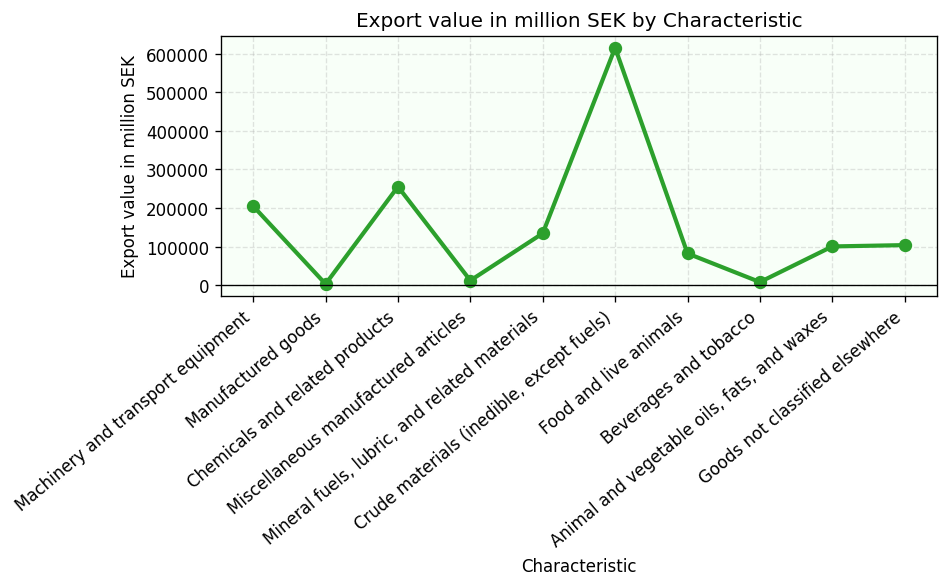 Export value in million SEK by Characteristic
Export value in million SEK
600000
500000
400000
300000
200000
100000
0
Machinery and transport equipment
Manufactured goods
Chemicals and related products
Miscellaneous manufactured articles
Mineral fuels, lubric, and related materials
Crude materials (inedible, except fuels)
Food and live animals
Beverages and tobacco
Animal and vegetable oils, fats, and waxes
Goods not classified elsewhere
Characteristic